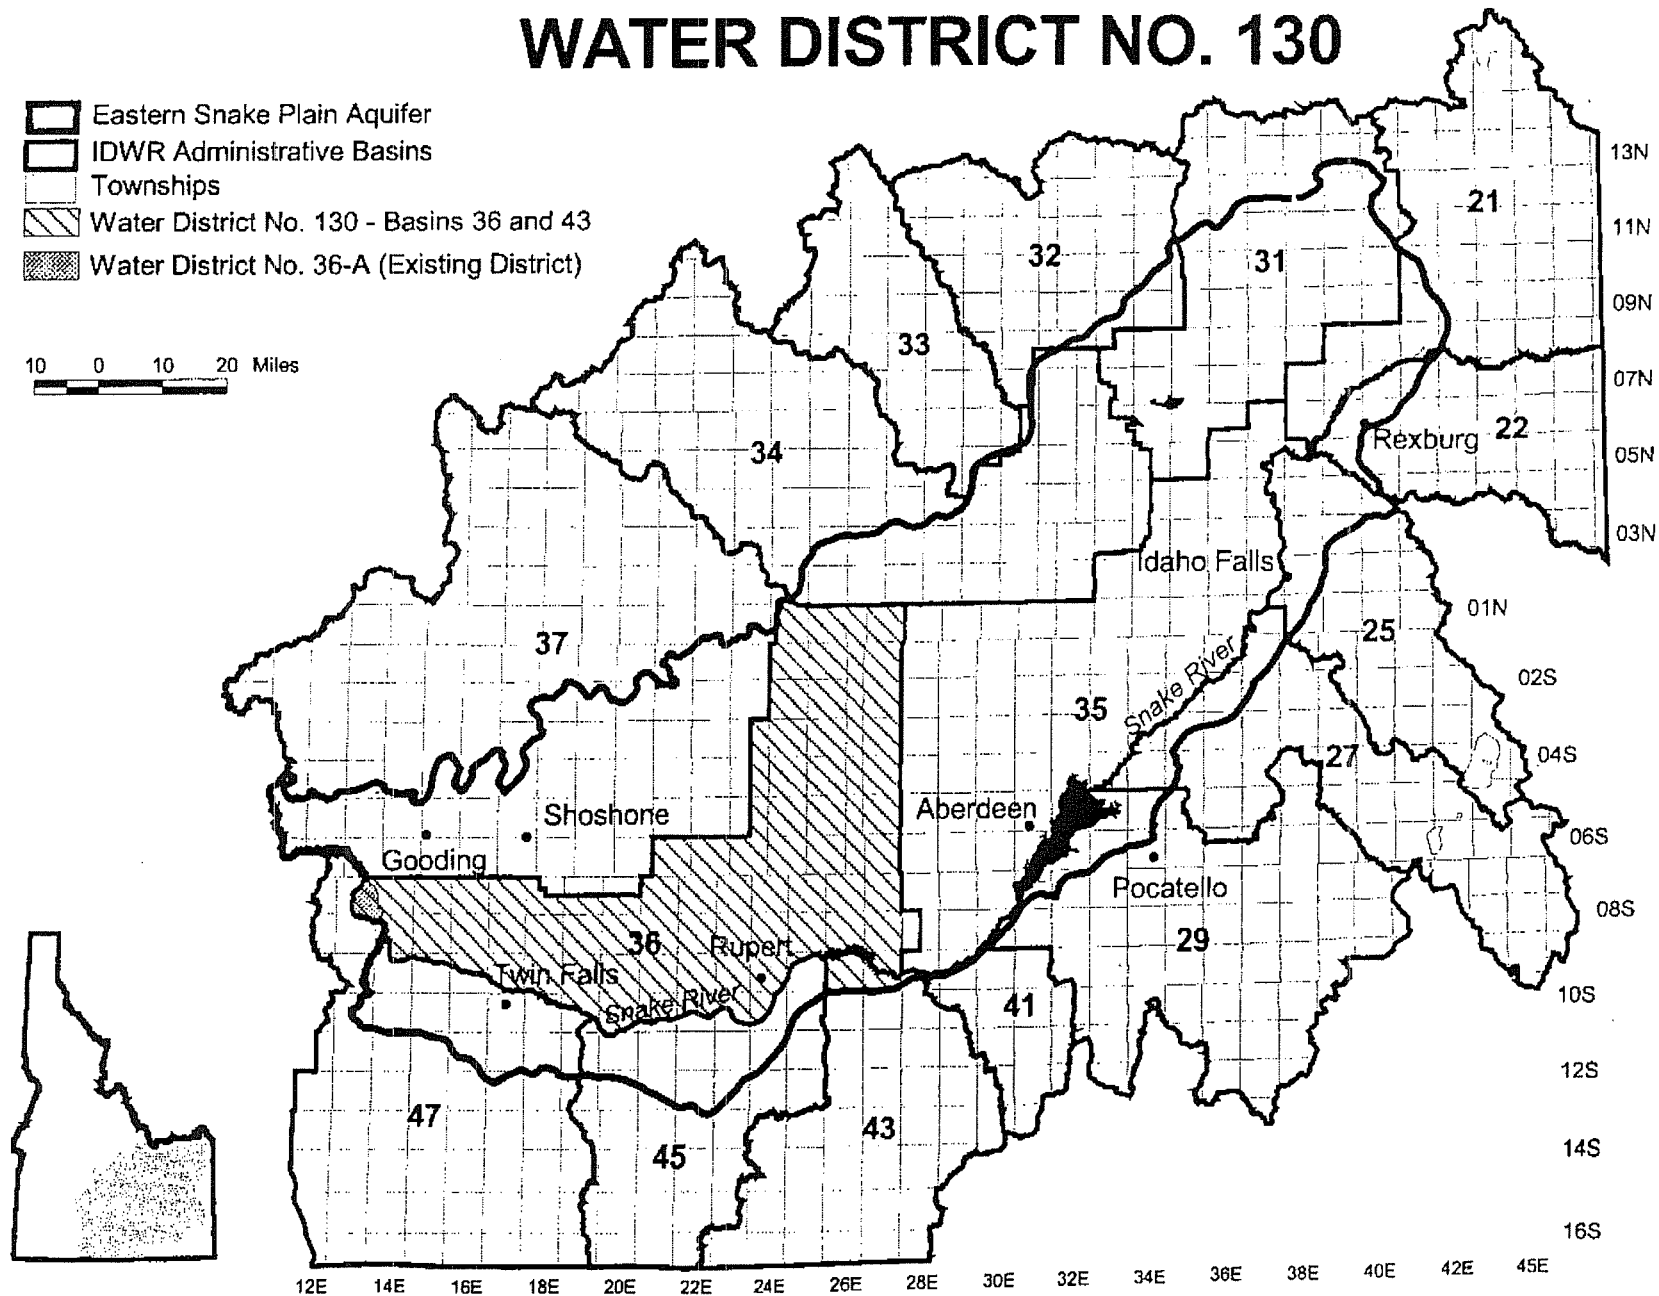 WATER DISTRICT NO. 130
Eastern Snake Plain Aquifer
IDWR Administrative Basins
Townships
Water District No. 130 - Basins 36 and 43
Water District No. 36-A (Existing District)
10 0 10 20 Miles
13N
21
11N
32
31
09N
33
07N
22
Rexburg
05N
34
03N
Idaho Falls
01N
25
37
Snake River
02S
35
27
04S
Aberdeen
Shoshone
06S
Gooding
Pocatello
08S
29
36
Rupert
Twin Falls
Snake River
41
10S
12S
47
43
45
14S
16S
12E 14E 16E 18E 20E 22E 24E 26E 28E 30E 32E 34E 36E 38E 40E 42E 45E